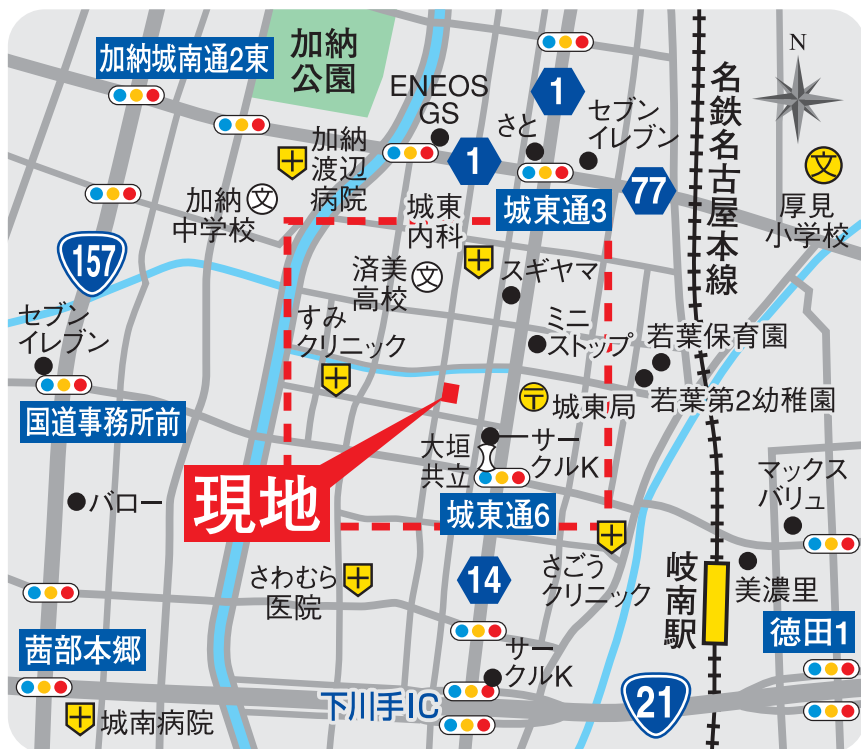 加納城南通2東
加納
公園
ENEOS
GS
1
さと
セブン
イレブン
名鉄名古屋本線
N
加納
渡辺
病院
1
77
文
厚見
小学校
加納
中学校
文
城東
内科
城東通3
157
済美
高校
文
スギヤマ
セブン
イレブン
すみ
クリニック
ミニ
ストップ
若葉保育園
若葉第2幼稚園
国道事務所前
〒
城東局
大垣
共立
サー
クルK
現地
バロー
城東通6
マックス
バリュ
さわむら
医院
14
さごう
クリニック
岐南駅
美濃里
茜部本郷
徳田1
サー
クルK
下川手IC
21
城南病院